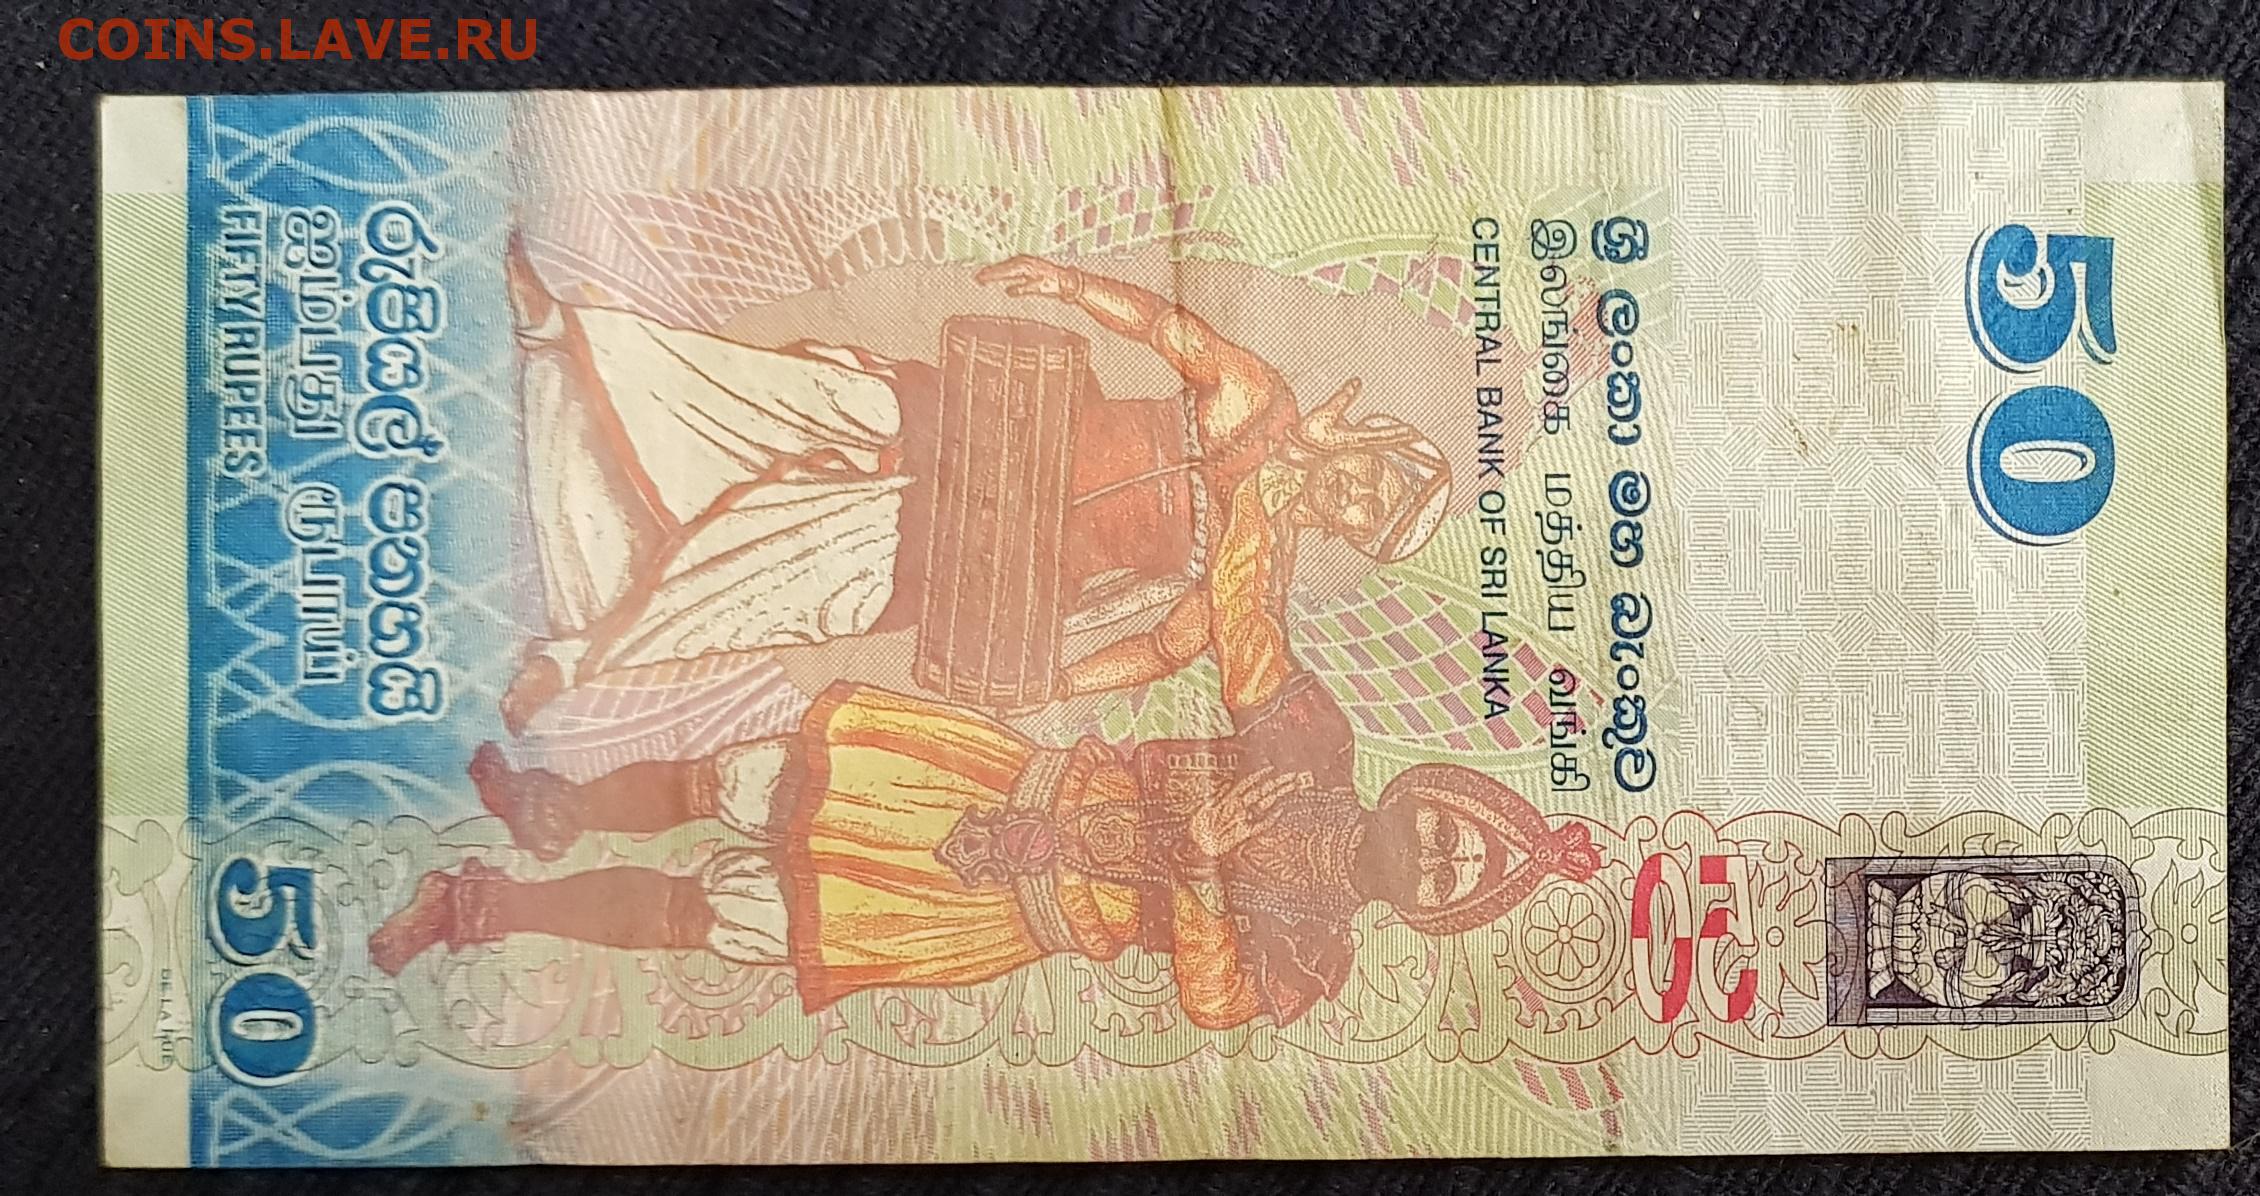 COINS.LAVE.RU
50
ශ්‍රී ලංකා මහ බැංකුව
இலங்கை மத்திய வங்கி
CENTRAL BANK OF SRI LANKA
50
රුපියල් පනහයි
ஐம்பது ரூபாய்
FIFTY RUPEES
50
DE LA RUE